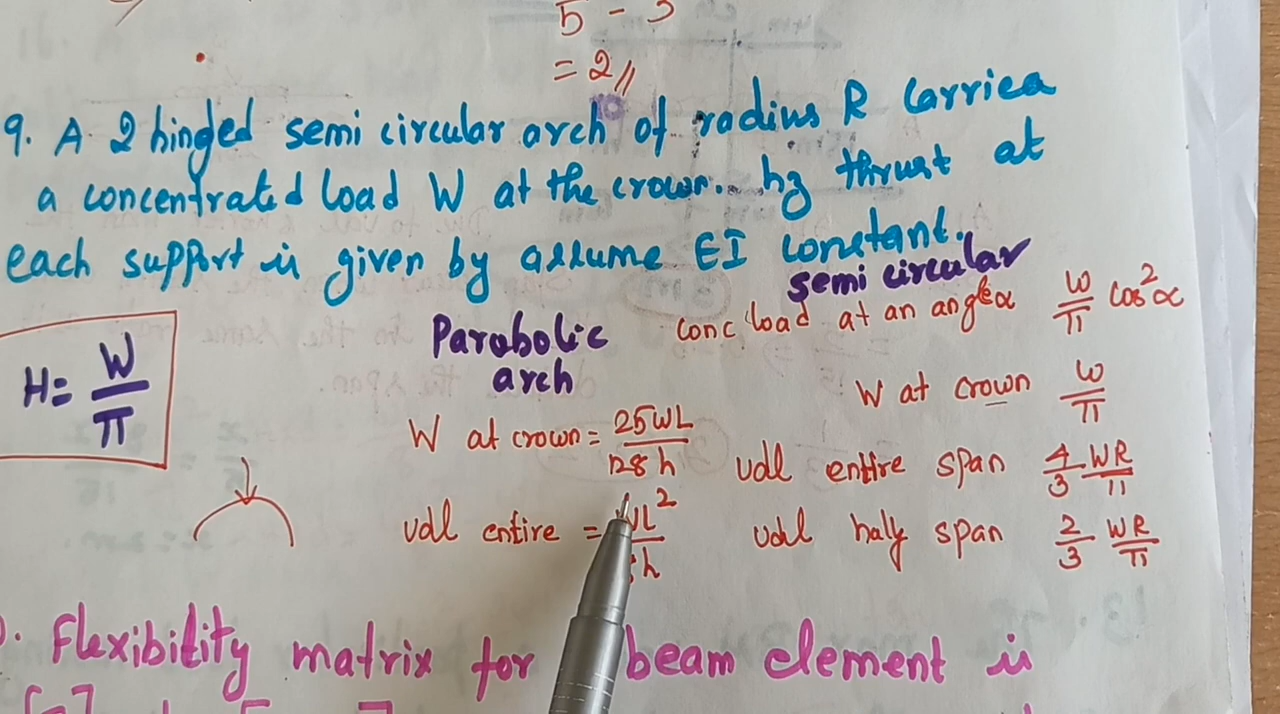 5 - 3
= 2 //
9. A 2 hinged semi circular arch of radius R carries
a concentrated load W at the crown. hz thrust at
each support is given by assume EI constant.
semi circular
conc load at an angle α W/π cos²α
H = W/π
Parabolic
arch
W at crown W/π
W at crown = 25WL/128h
udl entire span 4/3 WR/π
udl entire =
udl half span 2/3 WR/π
Flexibility matrix for beam element is